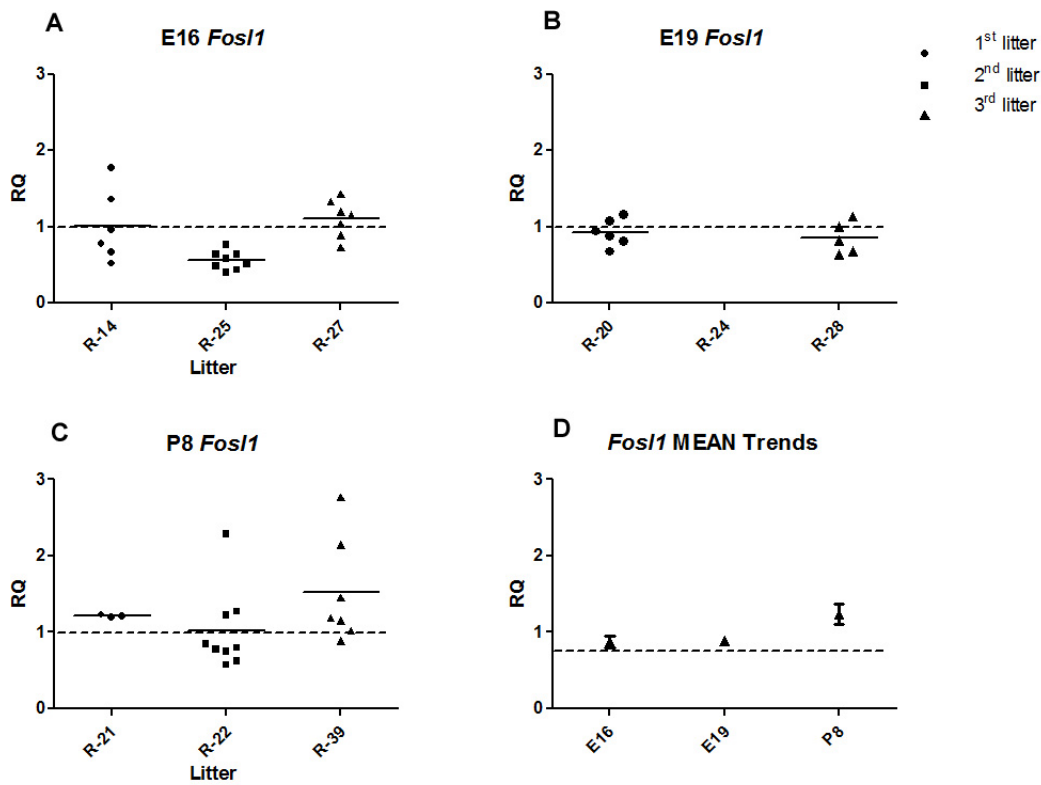 A
E16 Fosl1
RQ
3
2
1
0
R-14
R-25
R-27
Litter
B
E19 Fosl1
RQ
3
2
1
0
R-20
R-24
R-28
1st litter
2nd litter
3rd litter
C
P8 Fosl1
RQ
3
2
1
0
R-21
R-22
R-39
Litter
D
Fosl1 MEAN Trends
RQ
3
2
1
0
E16
E19
P8